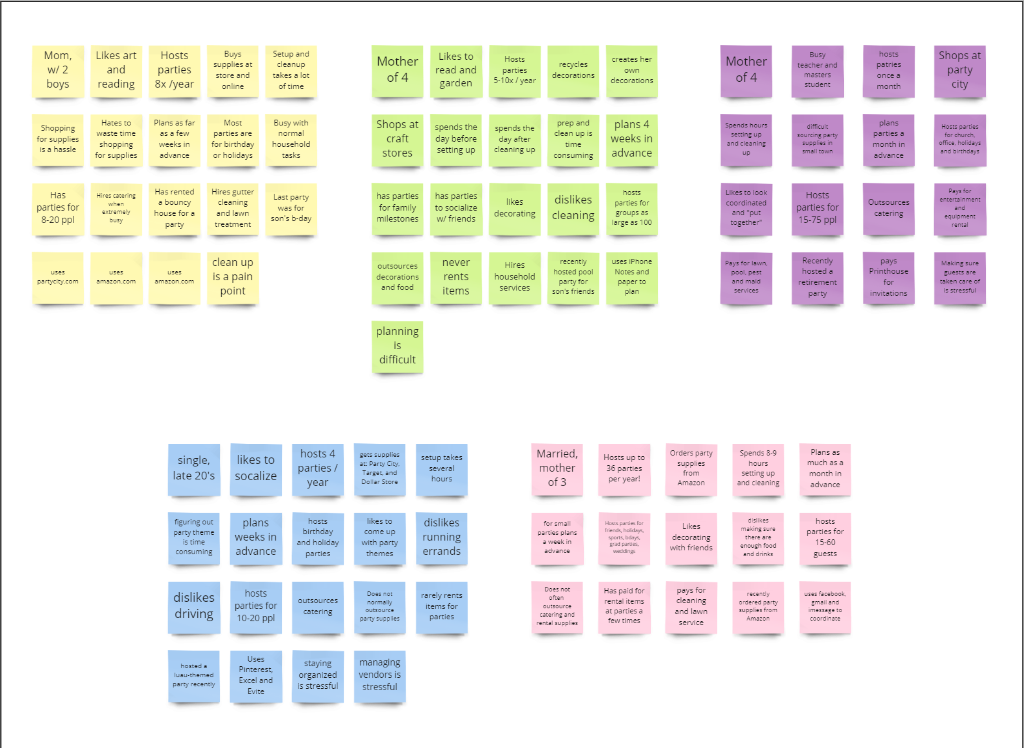 Mom,
w/ 2
boys
Likes art
and
reading
Hosts
parties
8x /year
Buys
supplies at
store and
online
Setup and
cleanup
takes a lot
of time
Shopping
for supplies
is a hassle
Hates to
waste time
shopping
for supplies
Plans as far
as a few
weeks in
advance
Most
parties are
for birthday
or holidays
Busy with
normal
household
tasks
Has
parties for
8-20 ppl
Hires catering
when
extremely
busy
Has rented
a bouncy
house for a
party
Hires gutter
cleaning
and lawn
treatment
Last party
was for
son's b-day
uses
partycity.com
uses
amazon.com
uses
amazon.com
clean up
is a pain
point
Mother
of 4
Likes to
read and
garden
Hosts
parties
5-10x / year
recycles
decorations
creates her
own
decorations
Shops at
craft
stores
spends the
day before
setting up
spends the
day after
cleaning up
prep and
clean up is
time
consuming
plans 4
weeks in
advance
has parties
for family
milestones
has parties
to socialize
w/ friends
likes
decorating
dislikes
cleaning
hosts
parties for
groups as
large as 100
outsources
decorations
and food
never
rents
items
Hires
household
services
recently
hosted pool
party for
son's friends
uses iPhone
Notes and
paper to
plan
planning
is
difficult
Mother
of 4
Busy
teacher and
masters
student
hosts
patries
once a
month
Shops at
party
city
Spends hours
setting up
and cleaning
up
difficult
sourcing party
supplies in
small town
plans
parties a
month in
advance
Hosts parties
for church,
office, holidays
and birthdays
Likes to look
coordinated
and "put
together"
Hosts
parties for
15-75 ppl
Outsources
catering
Pays for
entertainment
and
equipment
rental
Pays for lawn,
pool, pest
and maid
services
Recently
hosted a
retirement
party
pays
Printhouse
for
invitations
Making sure
guests are
taken care of
is stressful
single,
late 20's
likes to
socalize
hosts 4
parties /
year
gets supplies
at: Party City,
Target, and
Dollar Store
setup takes
several
hours
figuring out
party theme
is time
consuming
plans
weeks in
advance
hosts
birthday
and holiday
parties
likes to
come up
with party
themes
dislikes
running
errands
dislikes
driving
hosts
parties for
10-20 ppl
outsources
catering
Does not
normally
outsource
party supplies
rarely rents
items for
parties
hosted a
luau-themed
party recently
Uses
Pinterest,
Excel and
Evite
staying
organized
is stressful
managing
vendors is
stressful
Married,
mother
of 3
Hosts up to
36 parties
per year!
Orders party
supplies
from
Amazon
Spends 8-9
hours
setting up
and cleaning
Plans as
much as a
month in
advance
for small
parties plans
a week in
advance
Hosts parties for
friends, holidays,
sports, bdays,
grad parties,
weddings
Likes
decorating
with friends
dislikes
making sure
there are
enough food
and drinks
hosts
parties for
15-60
guests
Does not
often
outsource
catering and
rental supplies
Has paid for
rental items
at parties a
few times
pays for
cleaning
and lawn
service
recently
ordered party
supplies from
Amazon
uses facebook,
gmail and
imessage to
coordinate